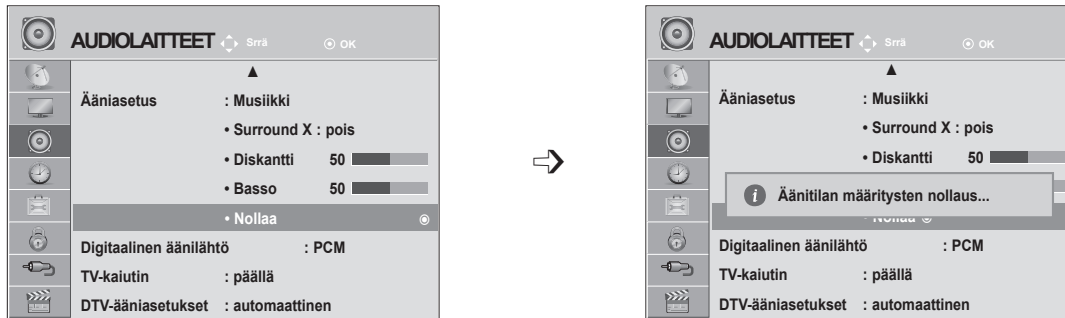 AUDIOLAITTEET Srrä OK
Ääniasetus : Musiikki
• Surround X : pois
• Diskantti 50
• Basso 50
• Nollaa
Digitaalinen äänilähtö : PCM
TV-kaiutin : päällä
DTV-ääniasetukset : automaattinen
AUDIOLAITTEET Srrä OK
Ääniasetus : Musiikki
• Surround X : pois
• Diskantti 50
i Äänitilan määritysten nollaus...
• Nollaa
Digitaalinen äänilähtö : PCM
TV-kaiutin : päällä
DTV-ääniasetukset : automaattinen